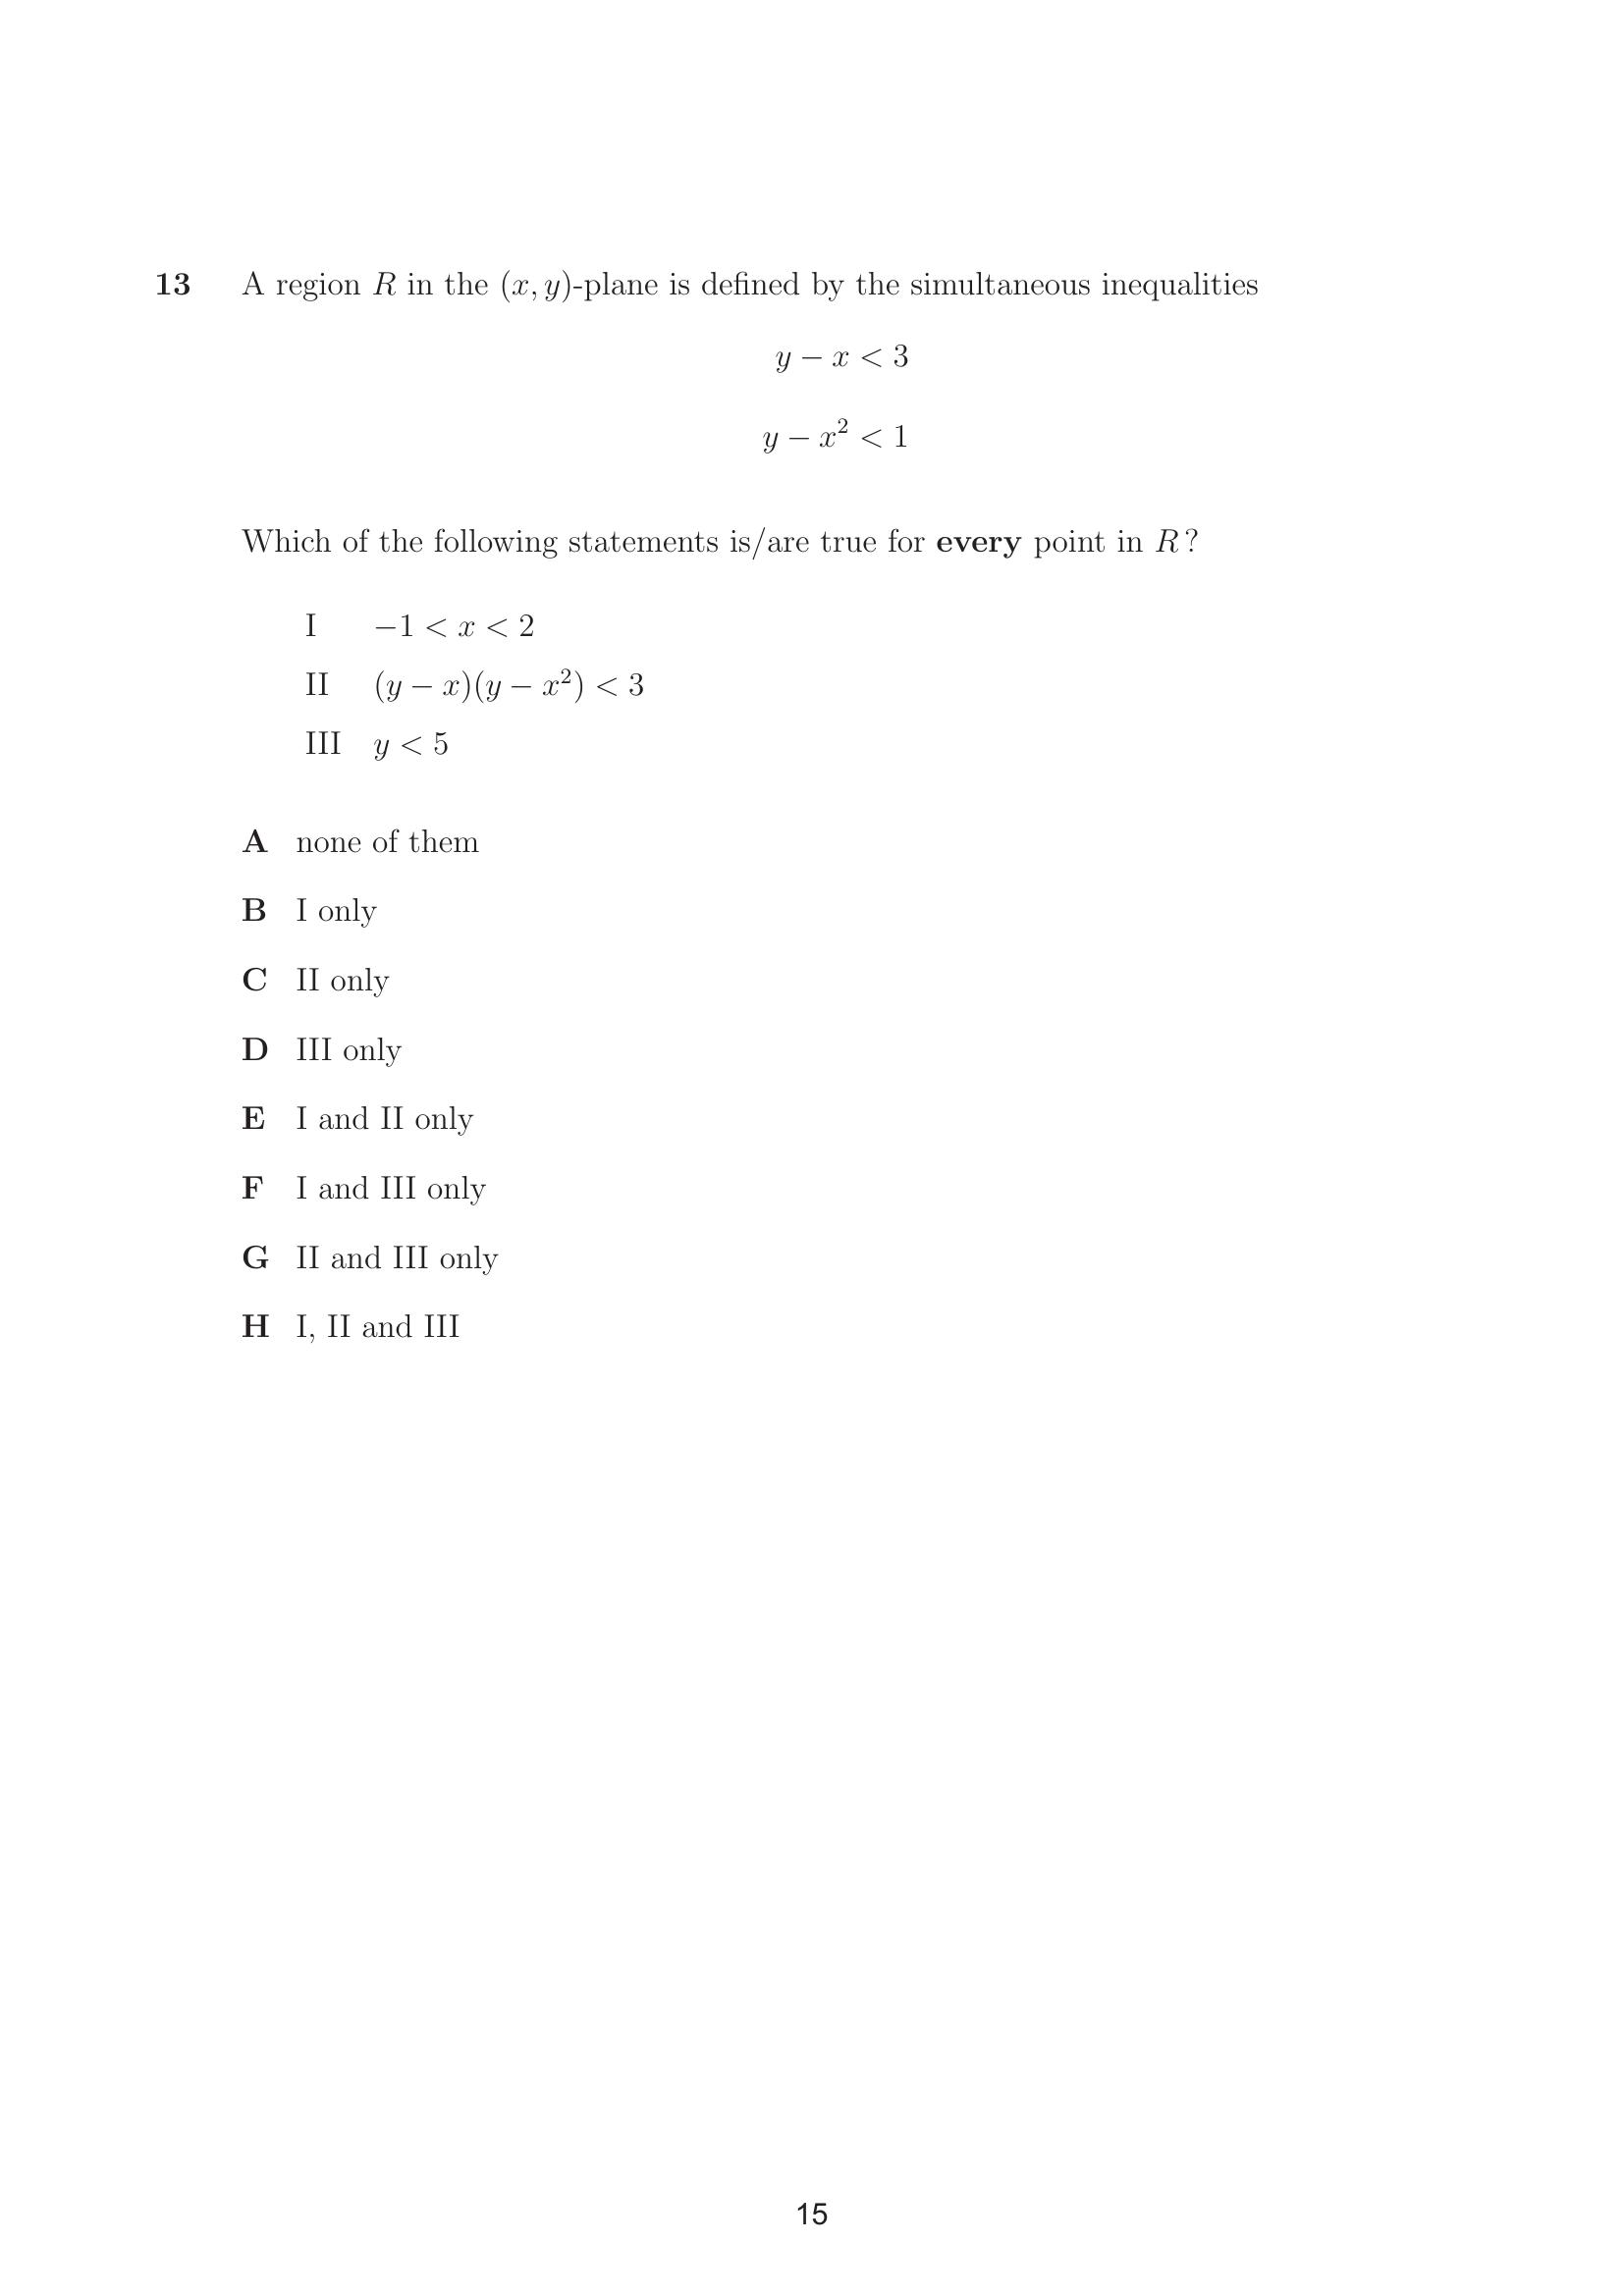 13 A region R in the (x, y)-plane is defined by the simultaneous inequalities
y − x < 3
y − x² < 1
Which of the following statements is/are true for every point in R?
I −1 < x < 2
II (y − x)(y − x²) < 3
III y < 5
A none of them
B I only
C II only
D III only
E I and II only
F I and III only
G II and III only
H I, II and III
15